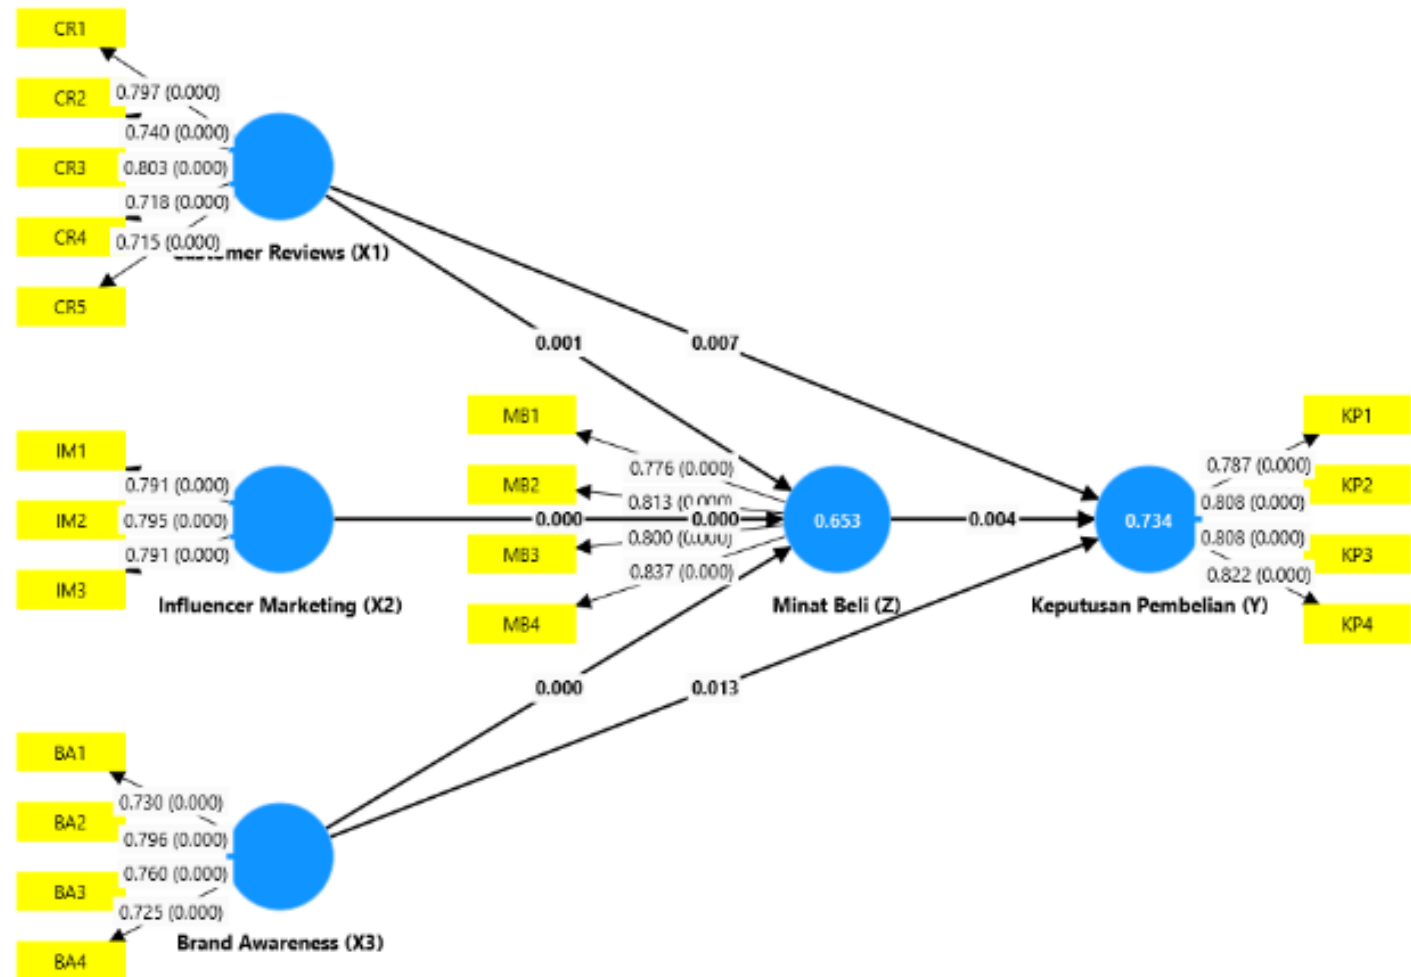 CR1
0.797 (0.000)
CR2
0.740 (0.000)
CR3
0.803 (0.000)
0.718 (0.000)
CR4
0.715 (0.000)
mer Reviews (X1)
CR5
0.001
0.007
MB1
KP1
IM1
0.776 (0.000)
0.787 (0.000)
0.791 (0.000)
MB2
KP2
0.813 (0.000)
0.808 (0.000)
IM2
0.795 (0.000)
0.000
0.000
0.653
0.004
0.734
0.800 (0.000)
0.808 (0.000)
0.791 (0.000)
MB3
KP3
0.837 (0.000)
0.822 (0.000)
IM3
Influencer Marketing (X2)
Minat Beli (Z)
Keputusan Pembelian (Y)
MB4
KP4
0.000
0.013
BA1
0.730 (0.000)
BA2
0.796 (0.000)
0.760 (0.000)
BA3
0.725 (0.000)
Brand Awareness (X3)
BA4